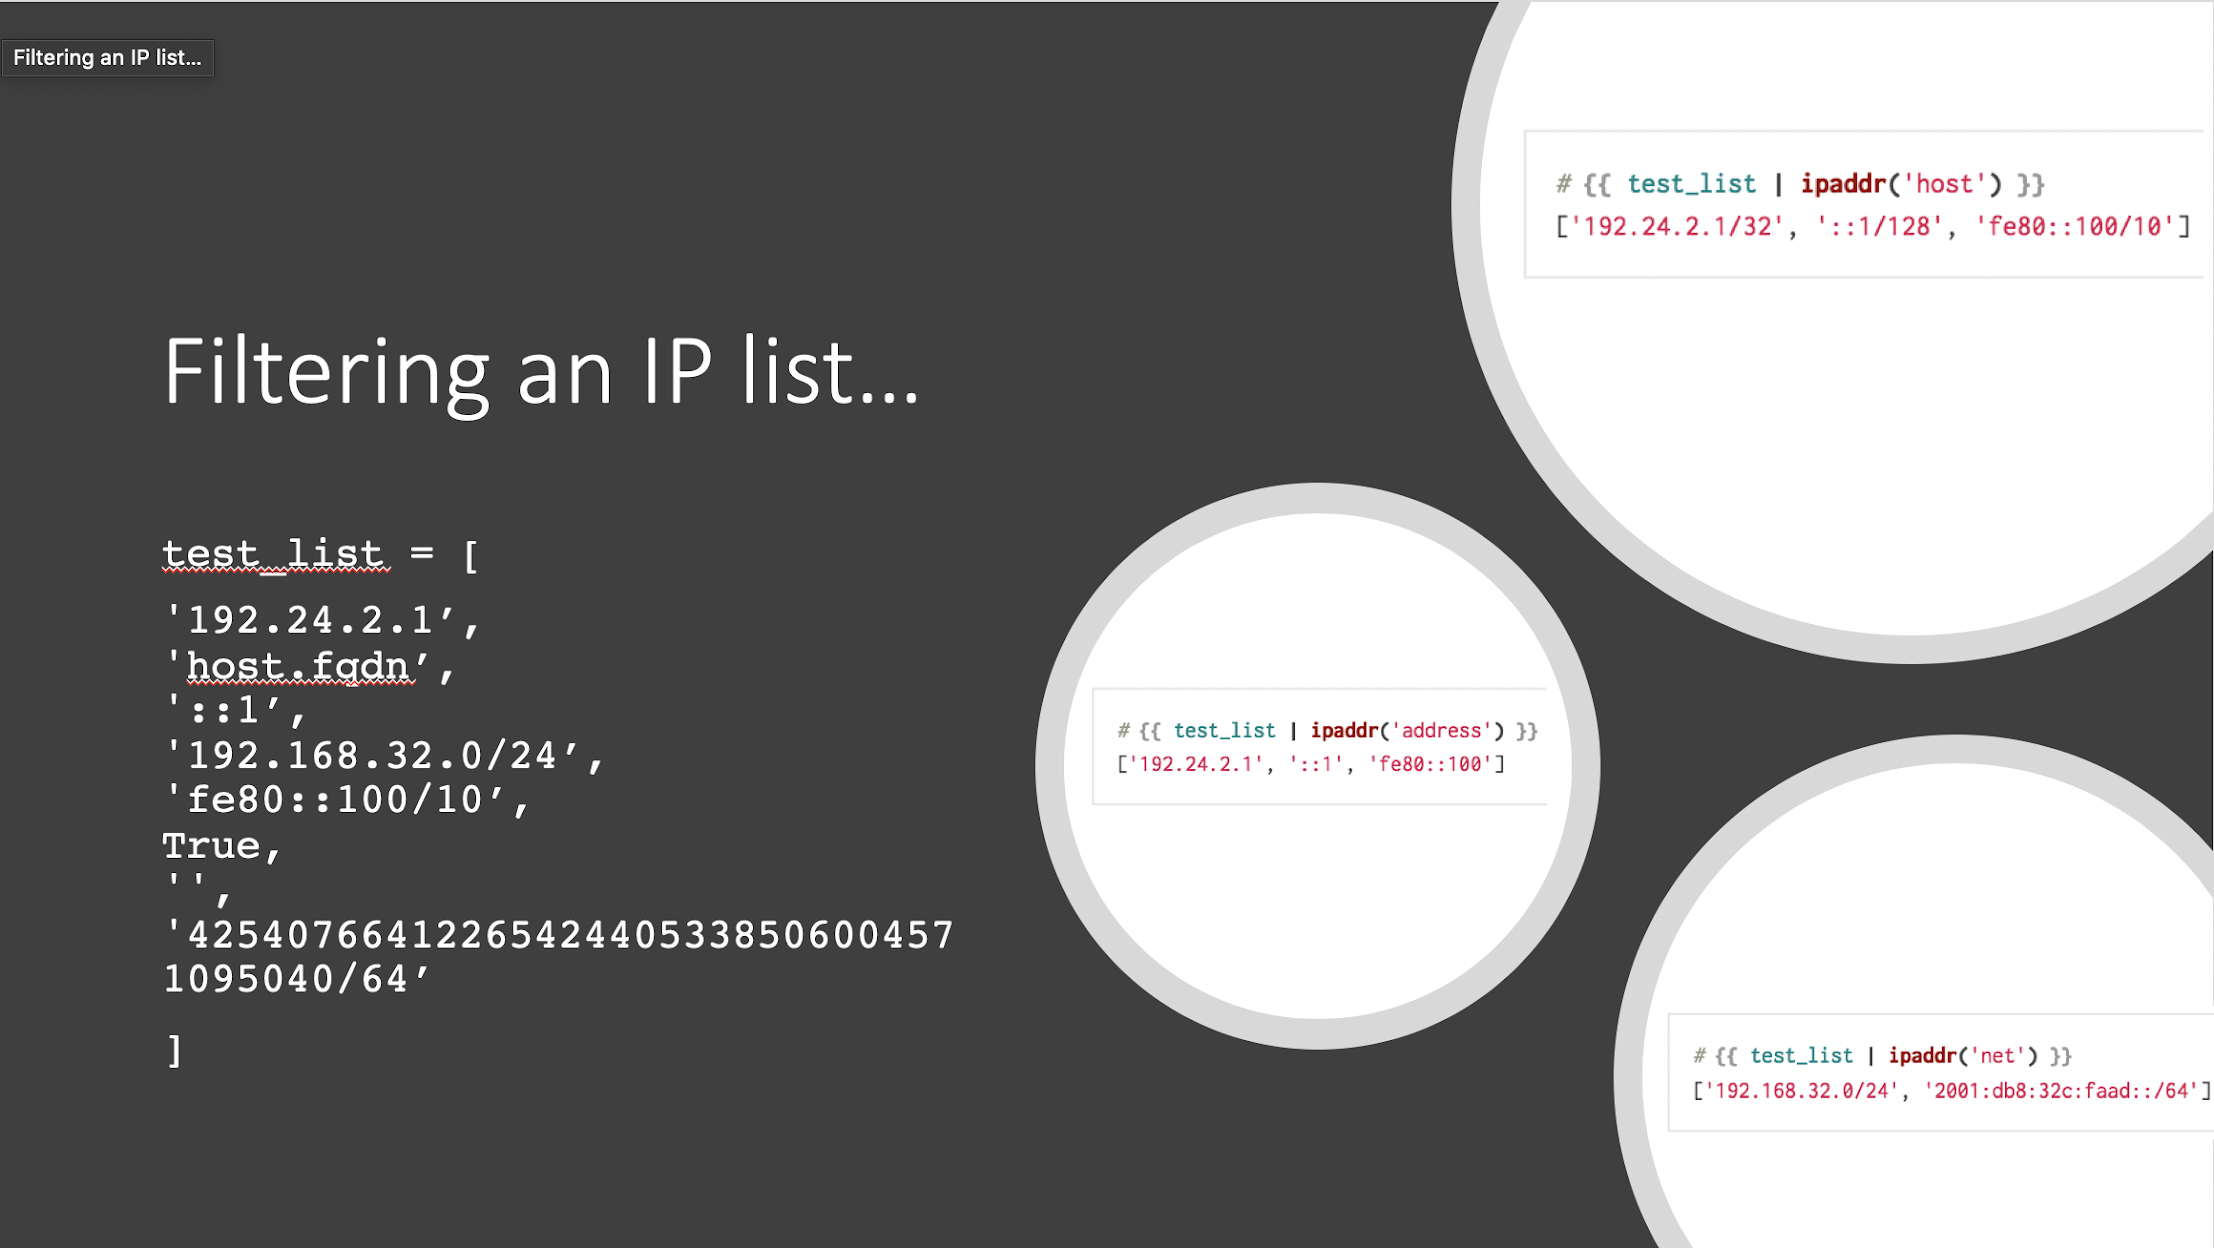 Filtering an IP list...
Filtering an IP list...
test_list = [
'192.24.2.1’,
'host.fqdn’,
'::1’,
'192.168.32.0/24’,
'fe80::100/10’,
True,
'',
'42540766412265424405338506004​57
1095040/64’
]
# {{ test_list | ipaddr('host') }}
['192.24.2.1/32', '::1/128', 'fe80::100/10']
# {{ test_list | ipaddr('address') }}
['192.24.2.1', '::1', 'fe80::100']
# {{ test_list | ipaddr('net') }}
['192.168.32.0/24', '2001:db8:32c:faad::/64']